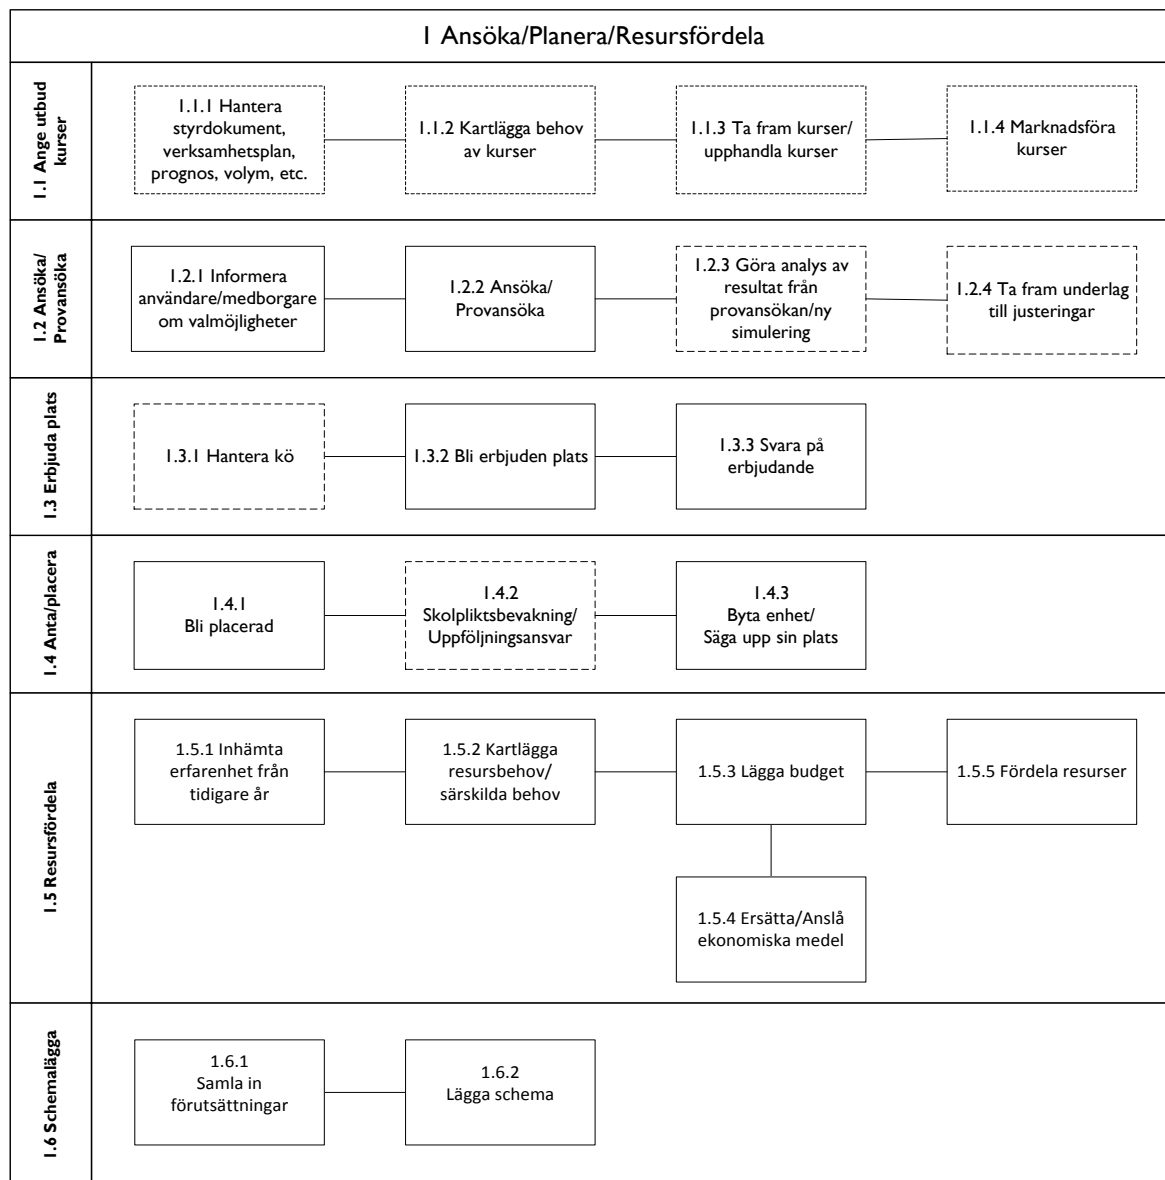 1 Ansöka/Planera/Resursfördela
1.1 Ange utbud
kurser
1.1.1 Hantera
styrdokument,
verksamhetsplan,
prognos, volym, etc.
1.1.2 Kartlägga behov
av kurser
1.1.3 Ta fram kurser/
upphandla kurser
1.1.4 Marknadsföra
kurser
1.2 Ansöka/
Provansöka
1.2.1 Informera
användare/medborgare
om valmöjligheter
1.2.2 Ansöka/
Provansöka
1.2.3 Göra analys av
resultat från
provansökan/ny
simulering
1.2.4 Ta fram underlag
till justeringar
1.3 Erbjuda plats
1.3.1 Hantera kö
1.3.2 Bli erbjuden plats
1.3.3 Svara på
erbjudande
1.4 Anta/placera
1.4.1
Bli placerad
1.4.2
Skolpliktsbevakning/
Uppföljningsansvar
1.4.3
Byta enhet/
Säga upp sin plats
1.5 Resursfördela
1.5.1 Inhämta
erfarenhet från
tidigare år
1.5.2 Kartlägga
resursbehov/
särskilda behov
1.5.3 Lägga budget
1.5.5 Fördela resurser
1.5.4 Ersätta/Anslå
ekonomiska medel
1.6 Schemalägga
1.6.1
Samla in
förutsättningar
1.6.2
Lägga schema